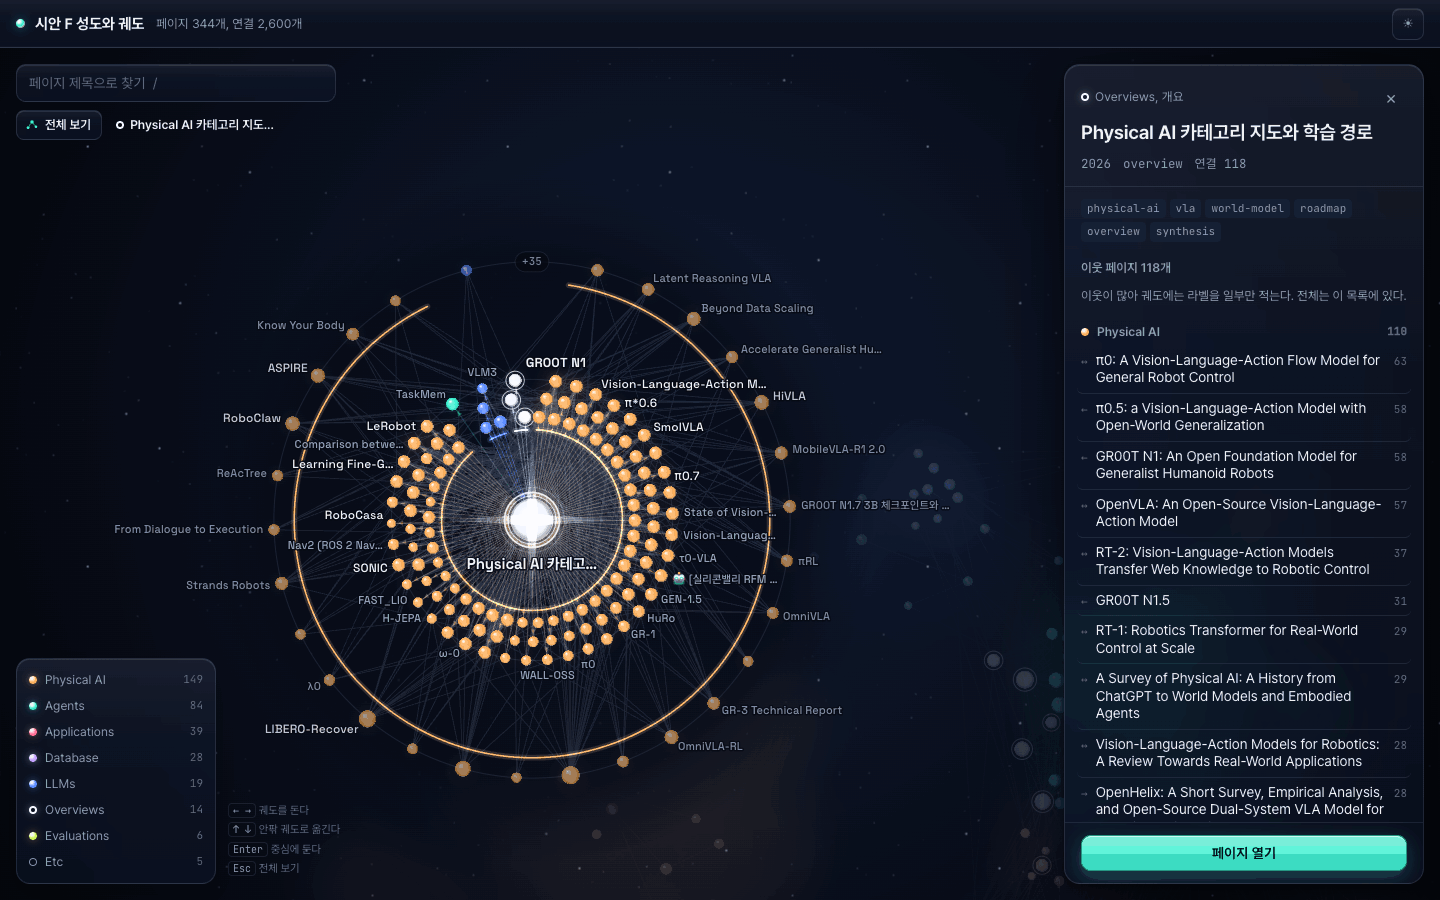 시안 F 성도와 궤도 페이지 344개, 연결 2,600개
페이지 제목으로 찾기 /
전체 보기
Physical AI 카테고리 지도...
+35
Latent Reasoning VLA
Beyond Data Scaling
Know Your Body
Accelerate Generalist Hu...
ASPIRE
GROOT N1
VLM3
Vision-Language-Action M...
TaskMem
HiVLA
π*0.6
RoboClaw
LeRobot
SmolVLA
Comparison betwe...
MobileVLA-R1 2.0
Learning Fine-G...
ReAcTree
π0.7
GROOT N1.7 3B 체크포인트와 ...
RoboCasa
State of Vision-...
From Dialogue to Execution
Vision-Languag...
Nav2 (ROS 2 Nav...
τ0-VLA
πRL
SONIC
Physical AI 카테고...
[실리콘밸리 RFM ...
Strands Robots
FAST_LIO
GEN-1.5
H-JEPA
HuRo
OmniVLA
GR-1
ω-0
π0
WALL-OSS
λ0
GR-3 Technical Report
LIBERO-Recover
OmniVLA-RL
Physical AI 149
Agents 84
Applications 39
Database 28
LLMs 19
Overviews 14
Evaluations 6
Etc 5
← → 궤도를 돈다
↑ ↓ 안팎 궤도로 옮긴다
Enter 중심에 둔다
Esc 전체 보기
Overviews, 개요
Physical AI 카테고리 지도와 학습 경로
2026 overview 연결 118
physical-ai vla world-model roadmap
overview synthesis
이웃 페이지 118개
이웃이 많아 궤도에는 라벨을 일부만 적는다. 전체는 이 목록에 있다.
Physical AI 110
π0: A Vision-Language-Action Flow Model for 63
General Robot Control
π0.5: a Vision-Language-Action Model with 58
Open-World Generalization
GR00T N1: An Open Foundation Model for 58
Generalist Humanoid Robots
OpenVLA: An Open-Source Vision-Language- 57
Action Model
RT-2: Vision-Language-Action Models 37
Transfer Web Knowledge to Robotic Control
GR00T N1.5 31
RT-1: Robotics Transformer for Real-World 29
Control at Scale
A Survey of Physical AI: A History from 29
ChatGPT to World Models and Embodied
Agents
Vision-Language-Action Models for Robotics: 28
A Review Towards Real-World Applications
OpenHelix: A Short Survey, Empirical Analysis, 28
and Open-Source Dual-System VLA Model for
페이지 열기